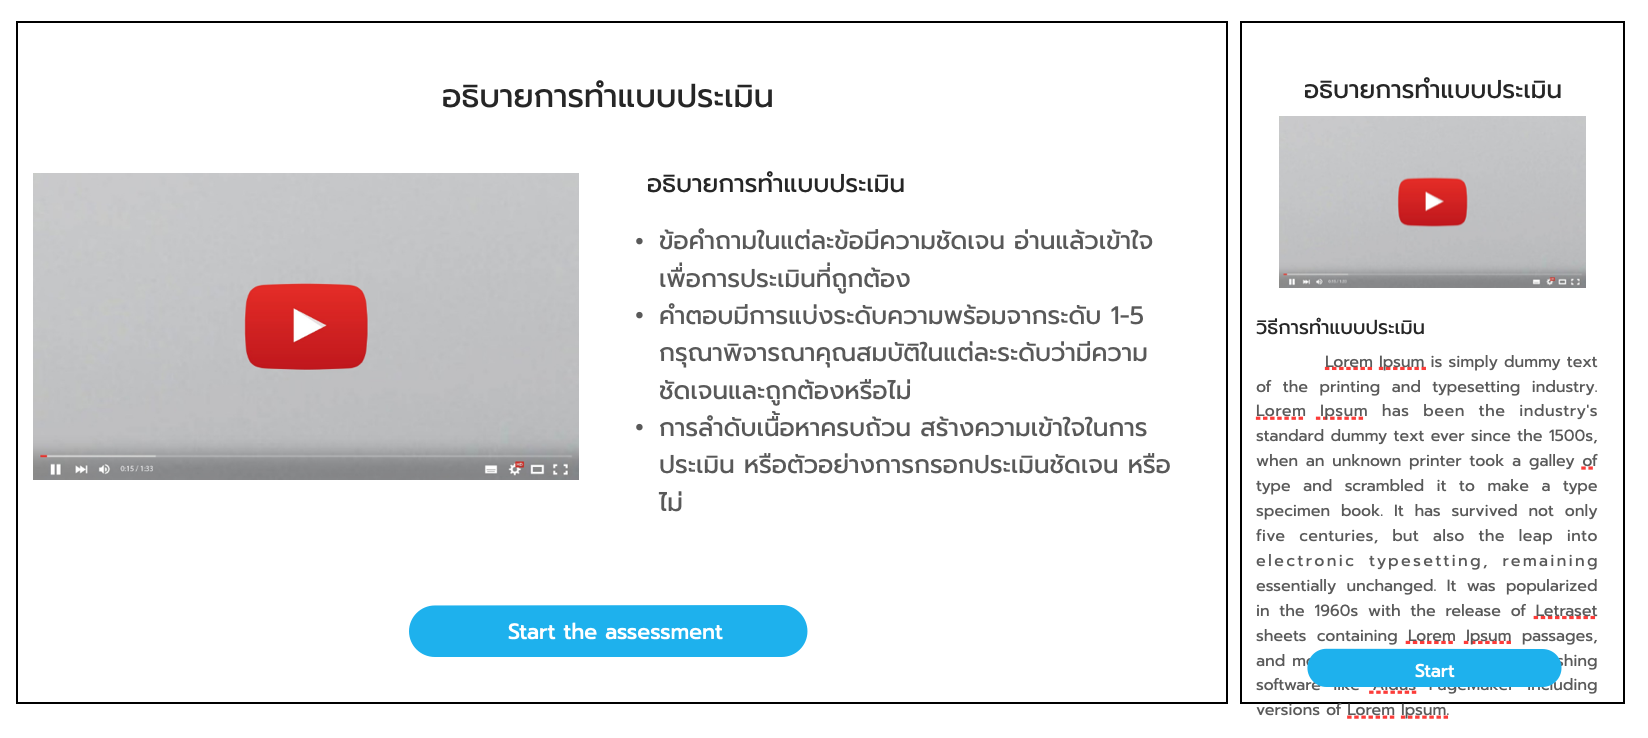 อธิบายการทำแบบประเมิน
0:15 / 1:33
อธิบายการทำแบบประเมิน
• ข้อคำถามในแต่ละข้อมีความชัดเจน อ่านแล้วเข้าใจ
เพื่อการประเมินที่ถูกต้อง
• คำตอบมีการแบ่งระดับความพร้อมจากระดับ 1-5
กรุณาพิจารณาคุณสมบัติในแต่ละระดับว่ามีความ
ชัดเจนและถูกต้องหรือไม่
• การลำดับเนื้อหาครบถ้วน สร้างความเข้าใจในการ
ประเมิน หรือตัวอย่างการกรอกประเมินชัดเจน หรือ
ไม่
Start the assessment
อธิบายการทำแบบประเมิน
วิธีการทำแบบประเมิน
Lorem Ipsum is simply dummy text
of the printing and typesetting industry.
Lorem Ipsum has been the industry's
standard dummy text ever since the 1500s,
when an unknown printer took a galley of
type and scrambled it to make a type
specimen book. It has survived not only
five centuries, but also the leap into
electronic typesetting, remaining
essentially unchanged. It was popularized
in the 1960s with the release of Letraset
sheets containing Lorem Ipsum passages,
and
Start
software like Aldus PageMaker including
versions of Lorem Ipsum.